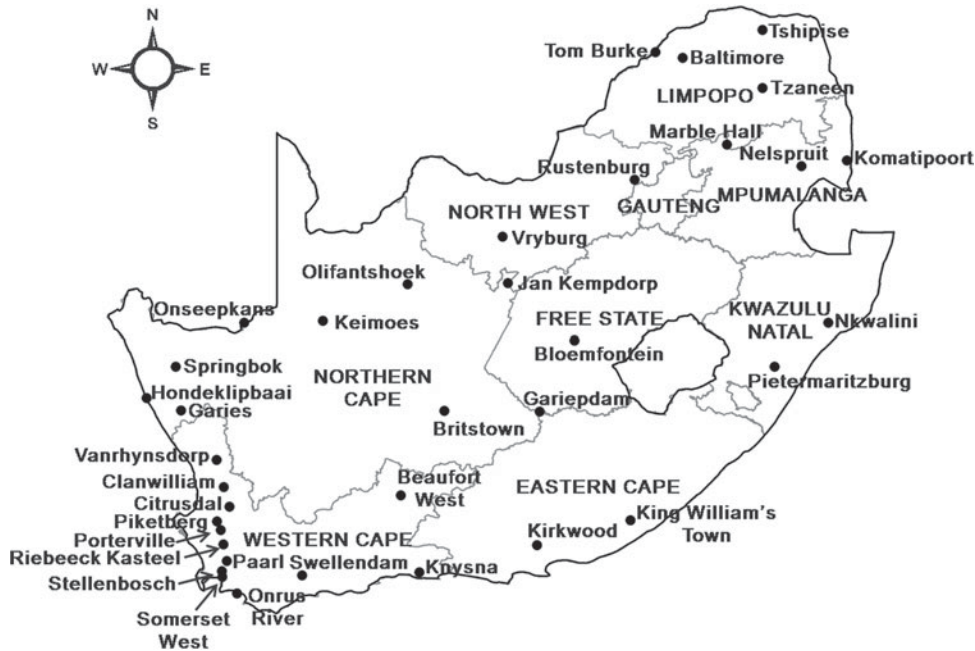 N
W E
S
Tshipise
Tom Burke
Baltimore
LIMPOPO
Tzaneen
Marble Hall
Nelspruit
Komatipoort
Rustenburg
MPUMALANGA
GAUTENG
NORTH WEST
Vryburg
Olifantshoek
Jan Kempdorp
Onseepkans
Keimoes
FREE STATE
KWAZULU
NATAL
Nkwalini
Bloemfontein
Springbok
Pietermaritzburg
Hondeklipbaai
NORTHERN
CAPE
Garies
Gariepdam
Britstown
Vanrhynsdorp
Clanwilliam
Beaufort
West
EASTERN CAPE
Citrusdal
Piketberg
King William's
Town
Porterville
WESTERN CAPE
Kirkwood
Riebeeck Kasteel
Paarl
Swellendam
Knysna
Stellenbosch
Onrus
River
Somerset
West